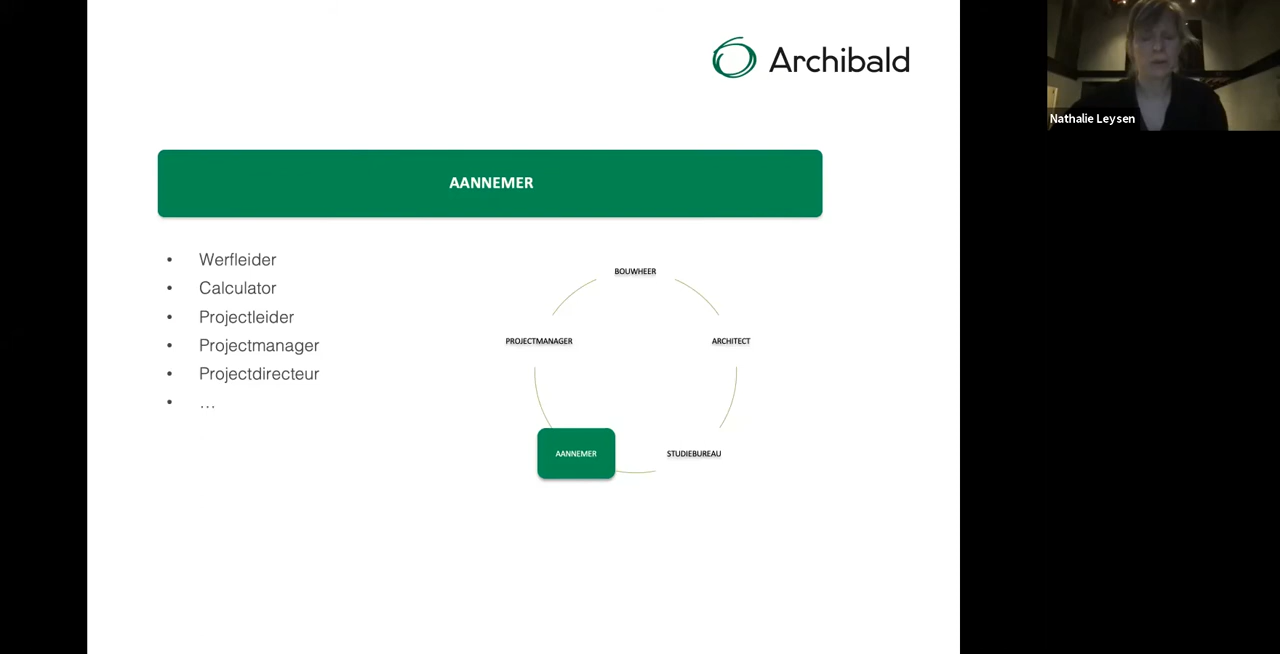 Archibald
Nathalie Leysen
AANNEMER
• Werfleider
• Calculator
• Projectleider
• Projectmanager
• Projectdirecteur
• …
BOUWHEER
PROJECTMANAGER
ARCHITECT
AANNEMER
STUDIEBUREAU